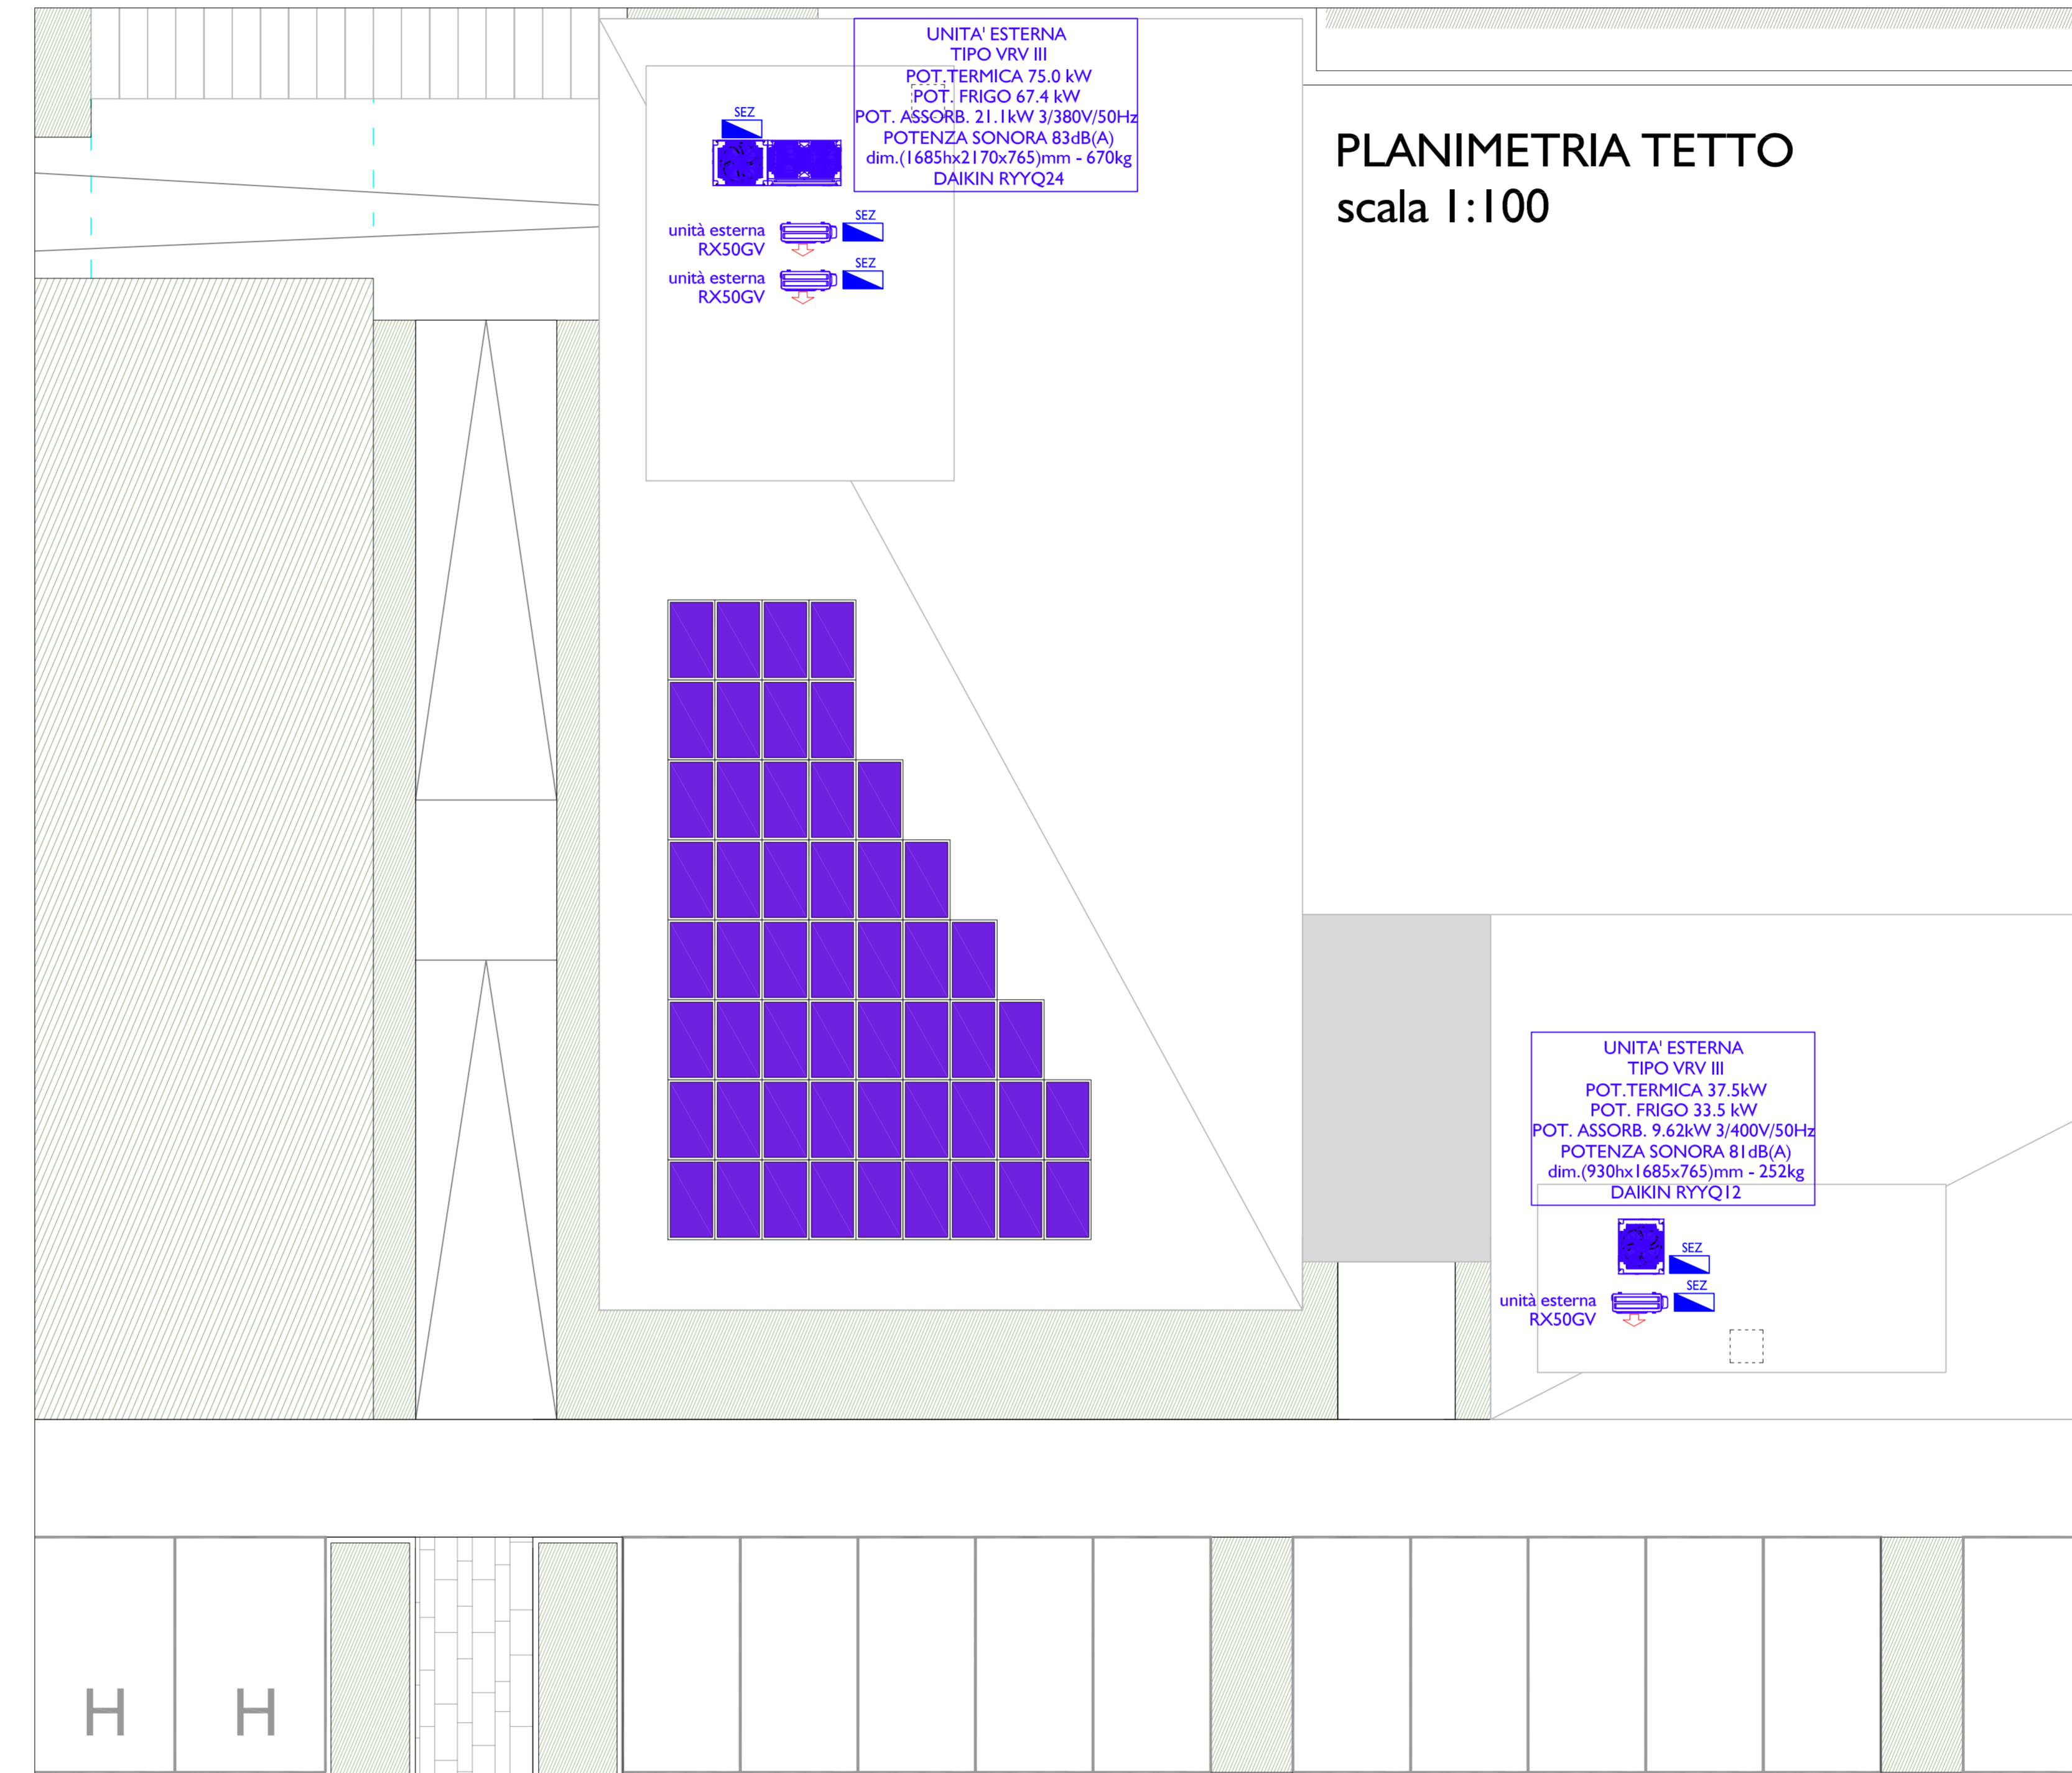 UNITA' ESTERNA
TIPO VRV III
POT.TERMICA 75.0 kW
POT. FRIGO 67.4 kW
POT. ASSORB. 21.1kW 3/380V/50Hz
POTENZA SONORA 83dB(A)
dim.(1685hx2170x765)mm - 670kg
DAIKIN RYYQ24
SEZ
PLANIMETRIA TETTO
scala 1:100
unità esterna
RX50GV
SEZ
unità esterna
RX50GV
SEZ
UNITA' ESTERNA
TIPO VRV III
POT.TERMICA 37.5kW
POT. FRIGO 33.5 kW
POT. ASSORB. 9.62kW 3/400V/50Hz
POTENZA SONORA 81dB(A)
dim.(930hx1685x765)mm - 252kg
DAIKIN RYYQ12
SEZ
SEZ
unità esterna
RX50GV
H H